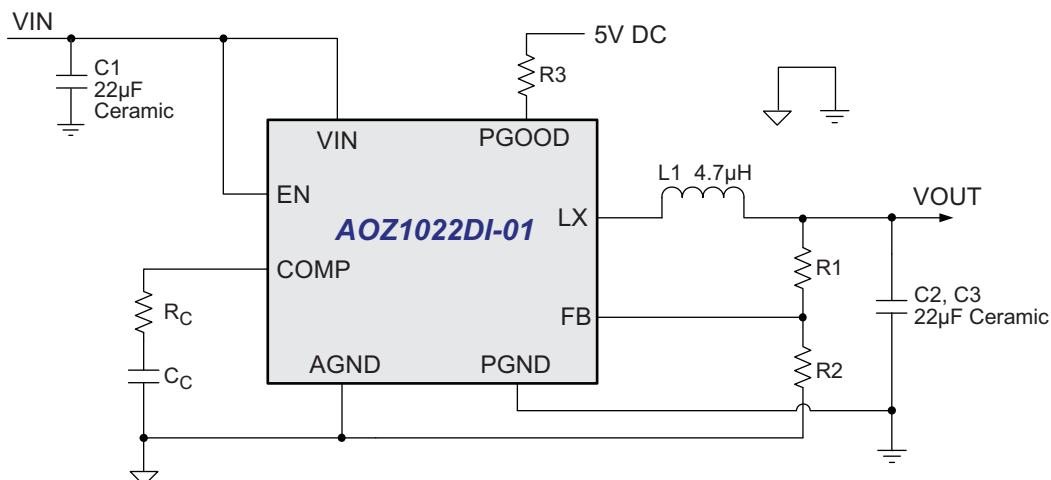 VIN
5V DC
C1
22µF
Ceramic
R3
VIN
PGOOD
L1 4.7µH
EN
LX
VOUT
AOZ1022DI-01
COMP
R1
RC
FB
C2, C3
22µF Ceramic
CC
AGND
PGND
R2